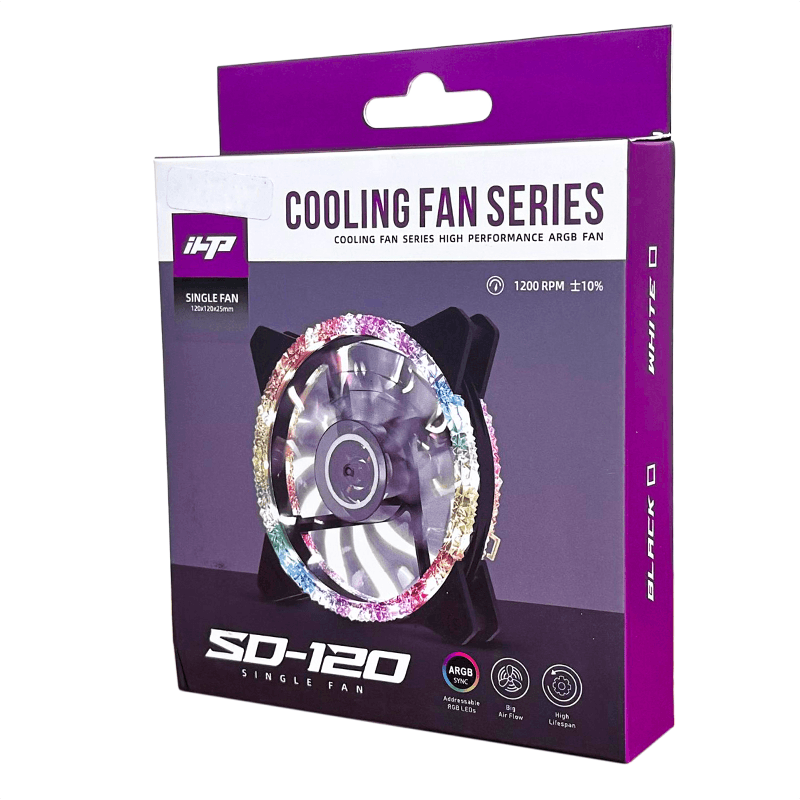 COOLING FAN SERIES
COOLING FAN SERIES HIGH PERFORMANCE ARGB FAN
SINGLE FAN
120x120x25mm
1200 RPM ±10%
WHITE
BLACK
SD-120
SINGLE FAN
ARGB
SYNC
Addressable
RGB LEDs
Big
Air Flow
High
Lifespan